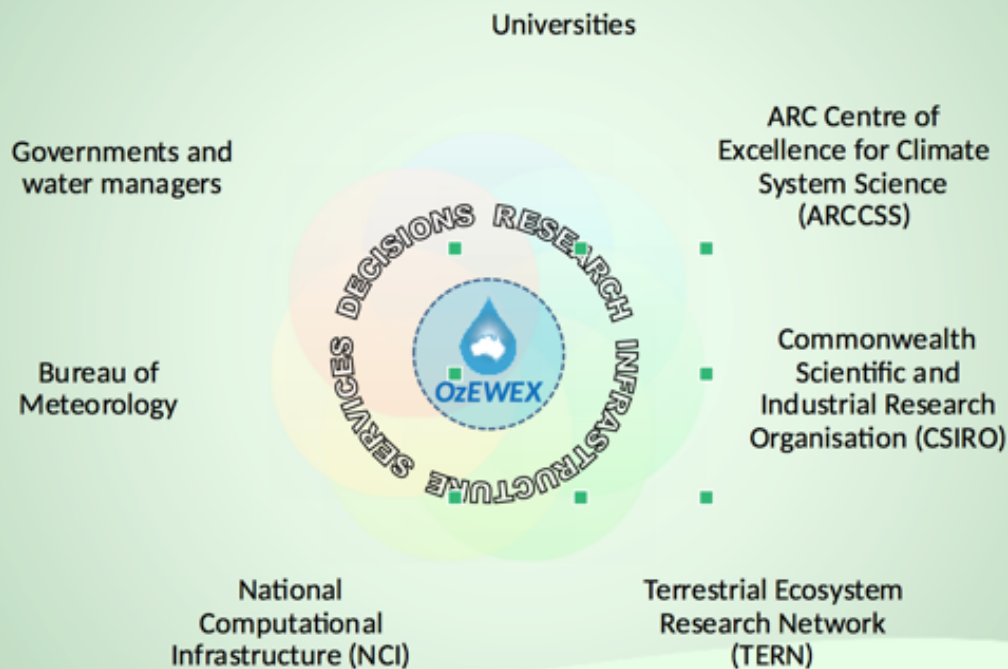 Universities
Governments and
water managers
ARC Centre of
Excellence for Climate
System Science
(ARCCSS)
DECISIONS RESEARCH INFRASTRUCTURE SERVICES
OzEWEX
Bureau of
Meteorology
Commonwealth
Scientific and
Industrial Research
Organisation (CSIRO)
National
Computational
Infrastructure (NCI)
Terrestrial Ecosystem
Research Network
(TERN)